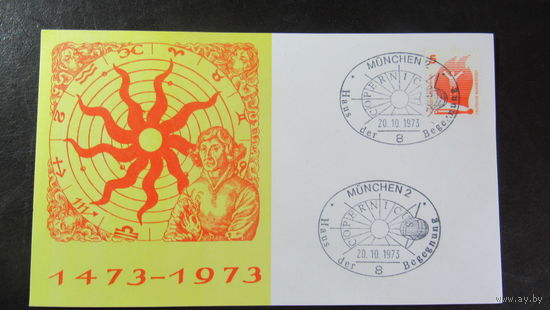 1473-1973
MÜNCHEN 2
COPERNICUS
20.10.1973
8
Haus der Begegnung
5
MÜNCHEN 2
COPERNICUS
20.10.1973
8
Haus der Begegnung
www.ay.by